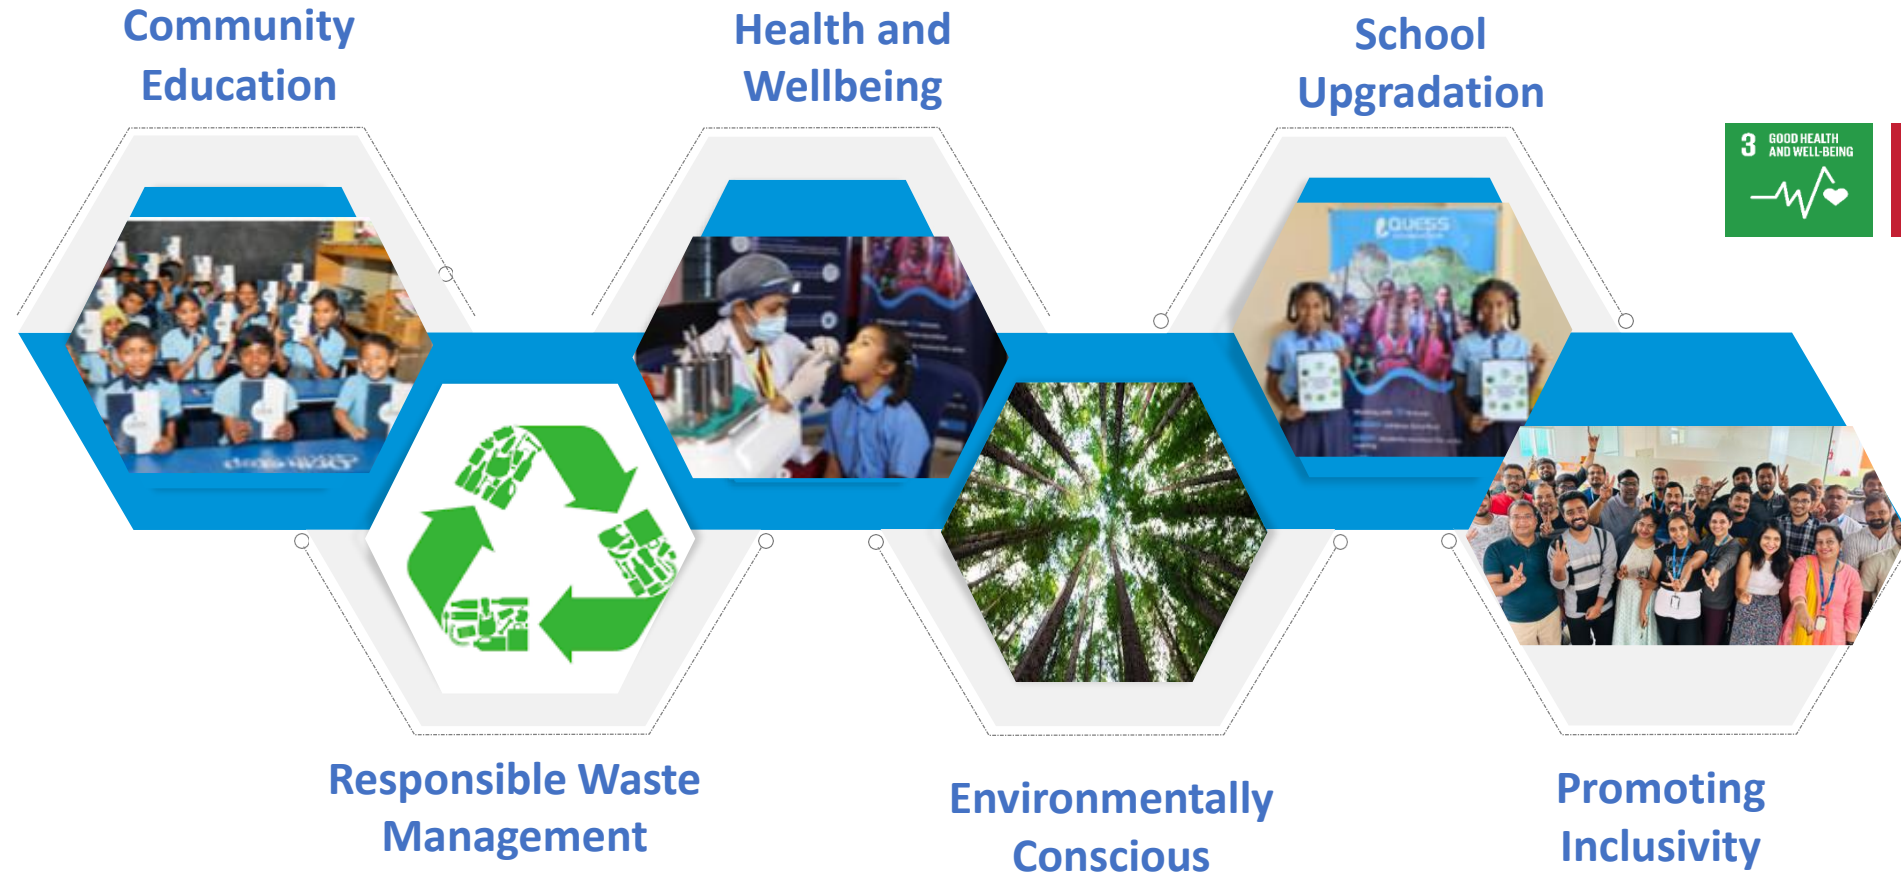 Community
Education
Health and
Wellbeing
School
Upgradation
3 GOOD HEALTH
AND WELL-BEING
QUESS
Responsible Waste
Management
Environmentally
Conscious
Promoting
Inclusivity